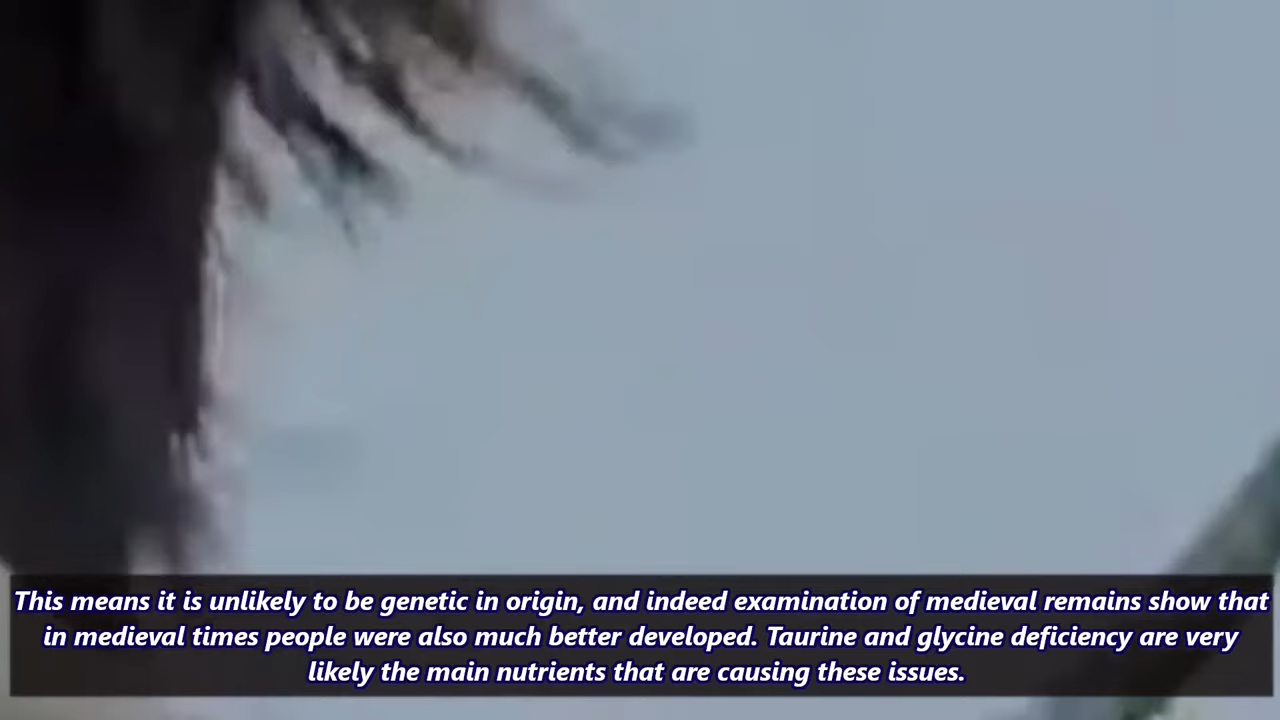 This means it is unlikely to be genetic in origin, and indeed examination of medieval remains show that
in medieval times people were also much better developed. Taurine and glycine deficiency are very
likely the main nutrients that are causing these issues.